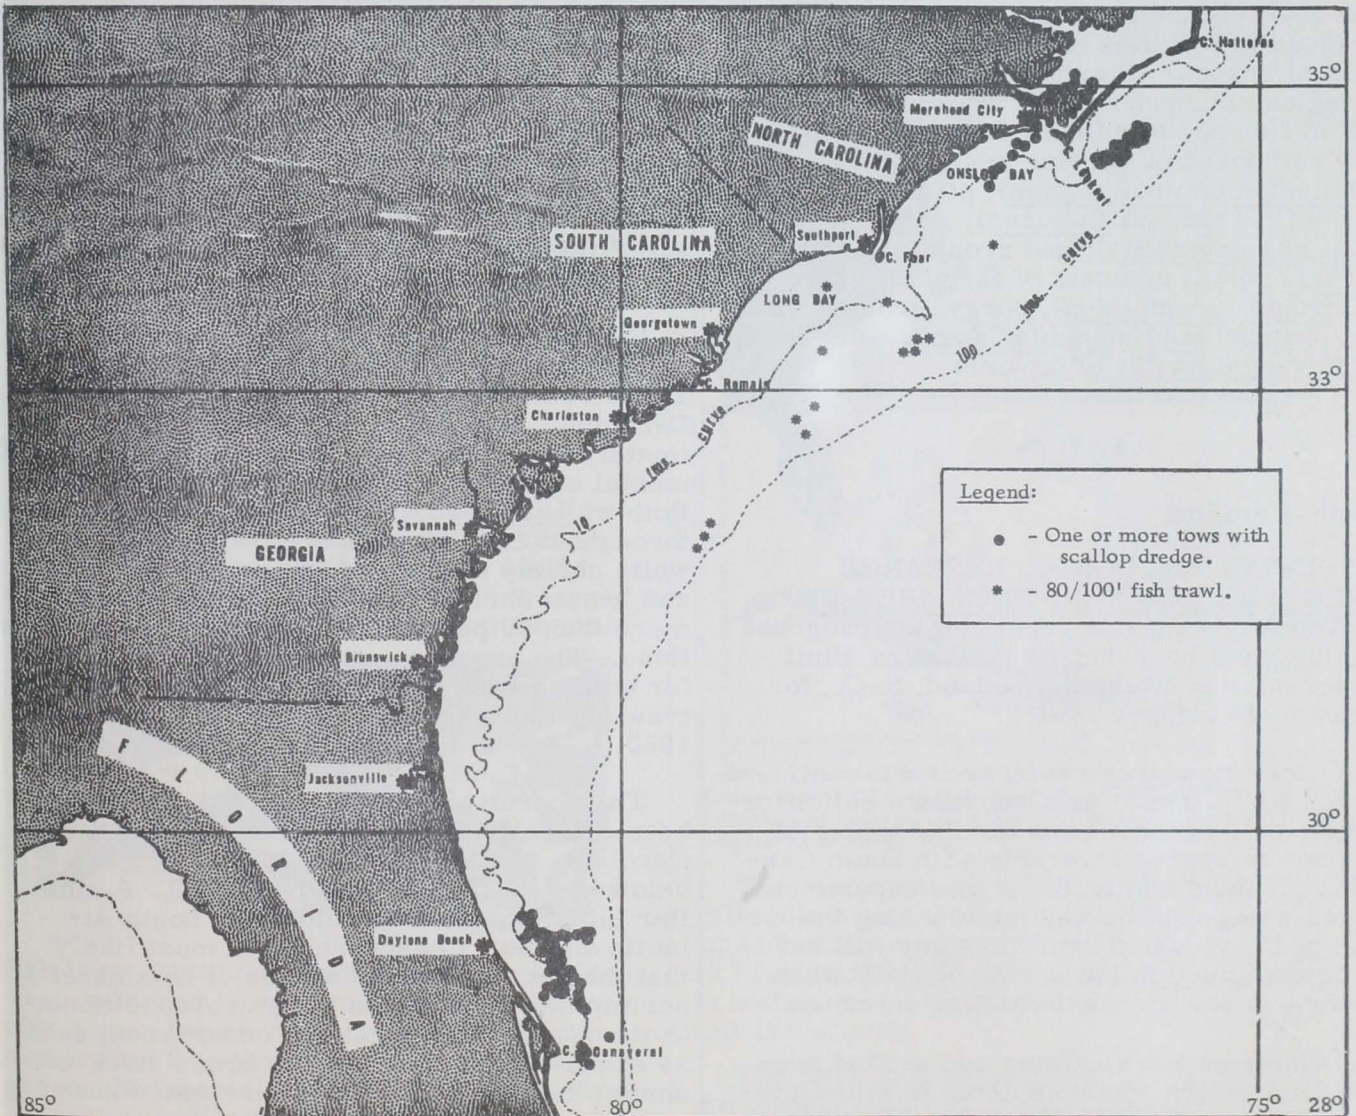 C. Hatteras
35°
Morehead City
NORTH CAROLINA
ONSLOW BAY
C. Lookout
SOUTH CAROLINA
Southport
C. Fear
CURVE
LONG BAY
fms.
Georgetown
100
33°
C. Romain
Charleston
CURVE
fms.
10
Savannah
GEORGIA
Legend:
- One or more tows with
scallop dredge.
* - 80/100' fish trawl.
Brunswick
FLORIDA
Jacksonville
30°
Daytona Beach
C. Canaveral
85°
80°
75°
28°